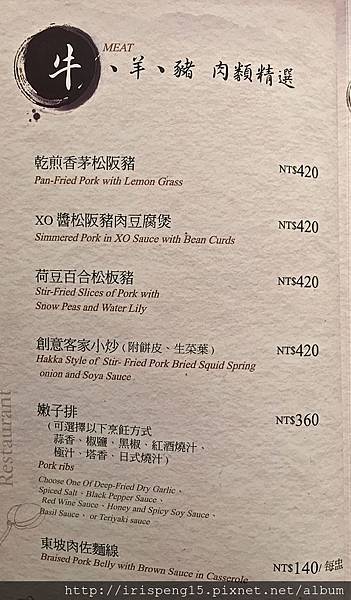 MEAT
牛、羊、豬 肉類精選
乾煎香茅松阪豬 NT$420
Pan-Fried Pork with Lemon Grass
XO 醬松阪豬肉豆腐煲 NT$420
Simmered Pork in XO Sauce with Bean Curds
荷豆百合松板豬 NT$420
Stir-Fried Slices of Pork with
Snow Peas and Water Lily
創意客家小炒(附餅皮、生菜葉) NT$420
Hakka Style of Stir- Fried Pork Bried Squid Spring
onion and Soya Sauce
嫩子排 NT$360
(可選擇以下烹飪方式
蒜香、椒鹽、黑椒、紅酒燒汁、
極汁、塔香、日式燒汁)
Pork ribs
Choose One Of Deep-Fried Dry Garlic、
Spiced Salt、Black Pepper Sauce、
Red Wine Sauce、Honey and Spicy Soy Sauce、
Basil Sauce、 or Teriyaki sauce
東坡肉佐麵線 NT$140/每盅
Braised Pork Belly with Brown Sauce in Casserole
Restaurant
http://irispeng15.pixnet.net/album